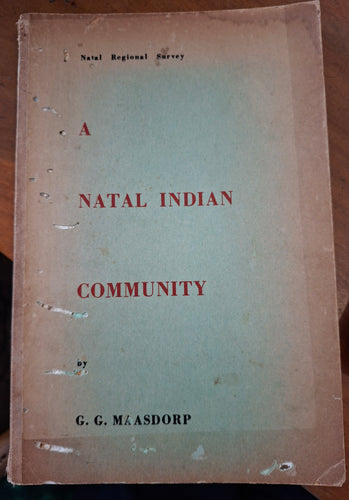 Natal Regional Survey
A
NATAL INDIAN
COMMUNITY
by
G. G. MAASDORP